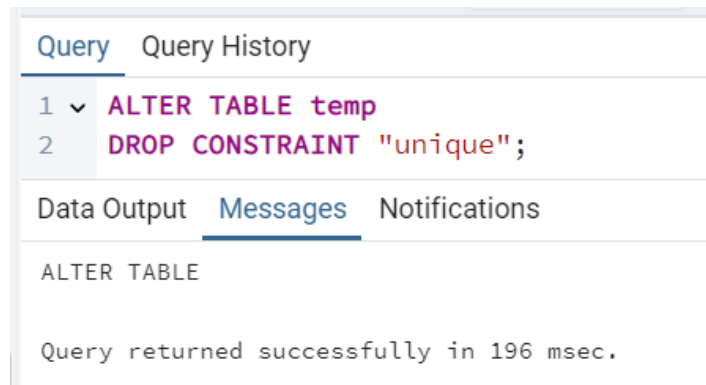 Query Query History
1 ALTER TABLE temp
2 DROP CONSTRAINT "unique";
Data Output Messages Notifications
ALTER TABLE
Query returned successfully in 196 msec.